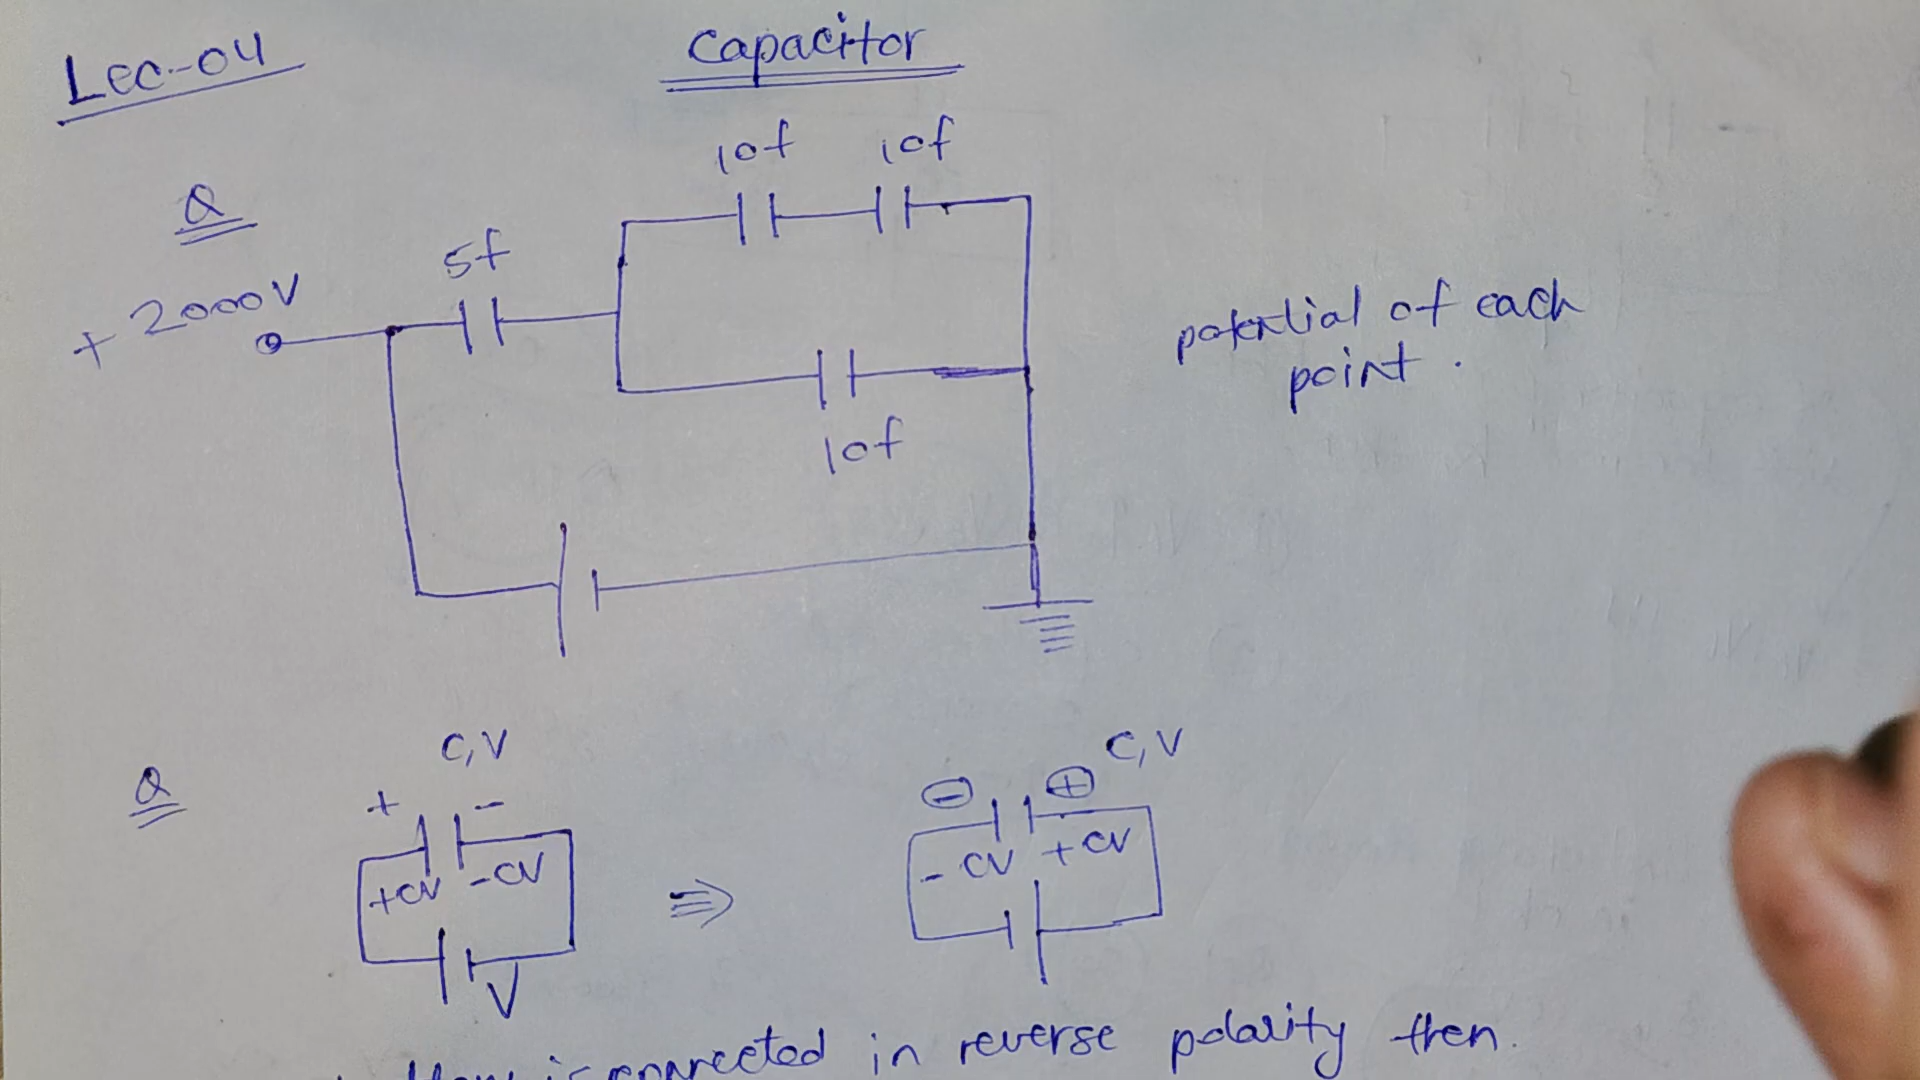 Lec-04
Capacitor
10f 10f
Q
5f
+ 2000V
potential of each
point.
10f
C,V
C,V
Q
+ -
- +
+CV -CV
- CV + CV
V
is connected in reverse polarity then.